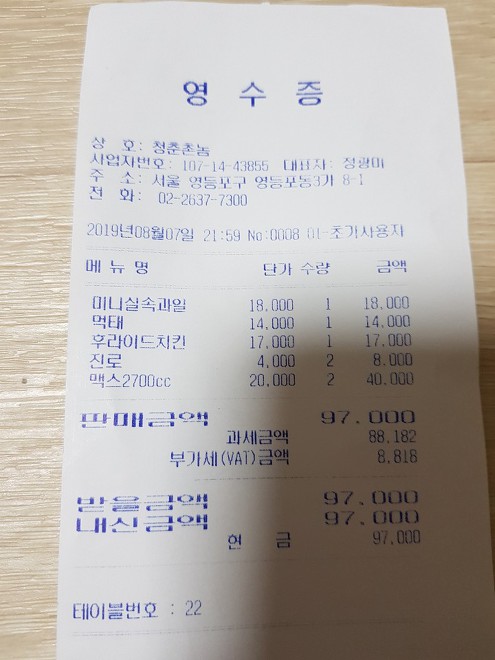 영 수 증
상 호: 청춘촌놈
사업자번호: 107-14-43855 대표자: 정광미
주 소: 서울 영등포구 영등포동3가 8-1
전 화: 02-2637-7300
2019년08월07일 21:59 No:0008 01-초기사용자
메 뉴 명 단가 수량 금액
미니실속과일 18,000 1 18,000
먹태 14,000 1 14,000
후라이드치킨 17,000 1 17,000
진로 4,000 2 8,000
맥스2700cc 20,000 2 40,000
판매금액 97,000
과세금액 88,182
부가세(VAT)금액 8,818
받을금액 97,000
내신금액 97,000
현 금 97,000
테이블번호 : 22